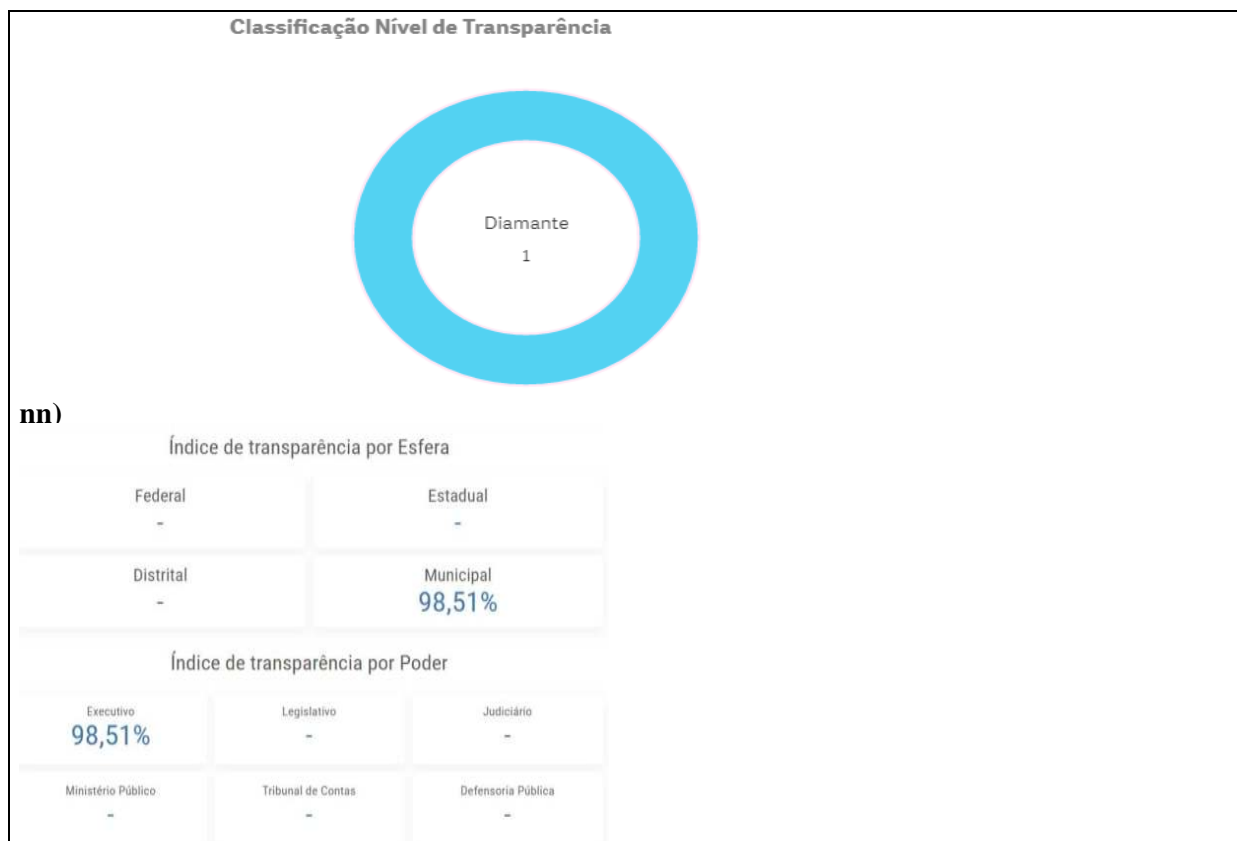 Classificação Nível de Transparência
Diamante
1
nn)
Índice de transparência por Esfera
Federal Estadual
- -
Distrital Municipal
- 98,51%
Índice de transparência por Poder
Executivo Legislativo Judiciário
98,51% - -
Ministério Público Tribunal de Contas Defensoria Pública
- - -